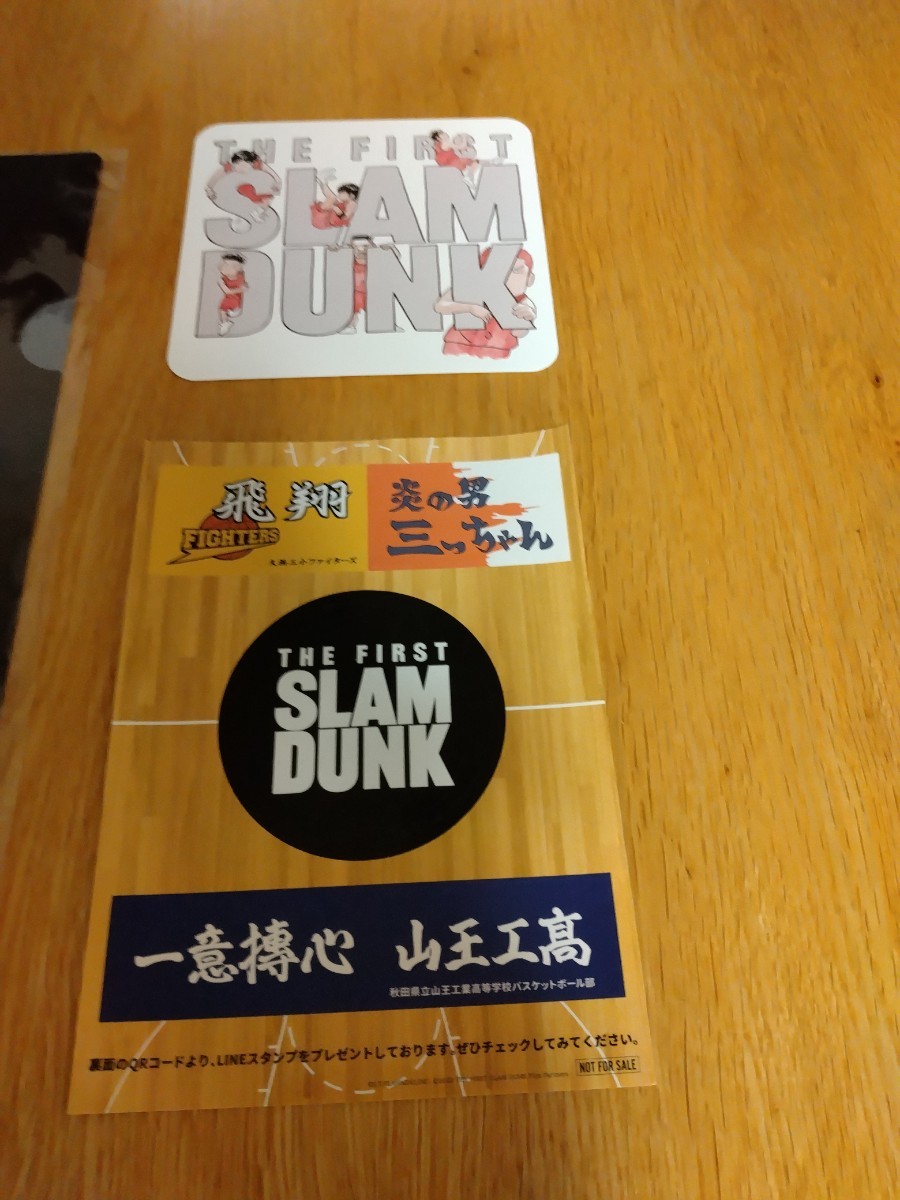 THE FIRST
SLAM
DUNK
飛翔
FIGHTERS
炎の男
三っちゃん
THE FIRST
SLAM
DUNK
一意摶心 山王工高
秋田県立山王工業高等学校バスケットボール部
裏面のQRコードより、LINEスタンプをプレゼントしております。ぜひチェックしてみてください。
NOT FOR SALE